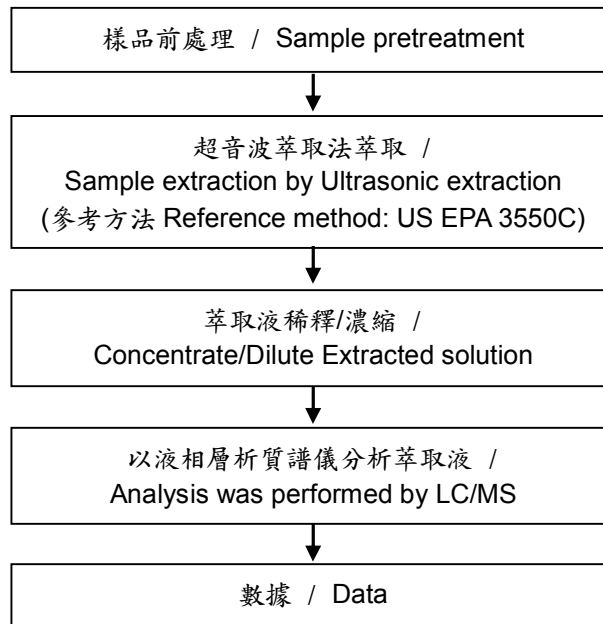 樣品前處理 / Sample pretreatment
超音波萃取法萃取 /
Sample extraction by Ultrasonic extraction
(參考方法 Reference method: US EPA 3550C)
萃取液稀釋/濃縮 /
Concentrate/Dilute Extracted solution
以液相層析質譜儀分析萃取液 /
Analysis was performed by LC/MS
數據 / Data